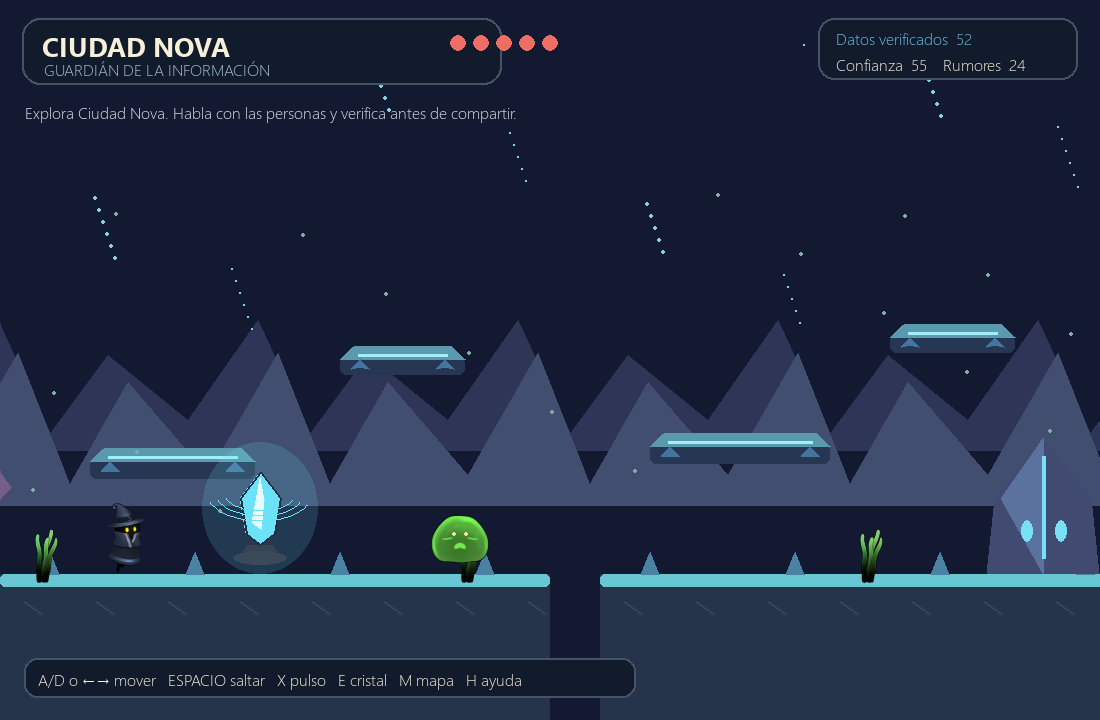 CIUDAD NOVA
GUARDIÁN DE LA INFORMACIÓN
Datos verificados 52
Confianza 55 Rumores 24
Explora Ciudad Nova. Habla con las personas y verifica antes de compartir.
A/D o ←→ mover ESPACIO saltar X pulso E cristal M mapa H ayuda